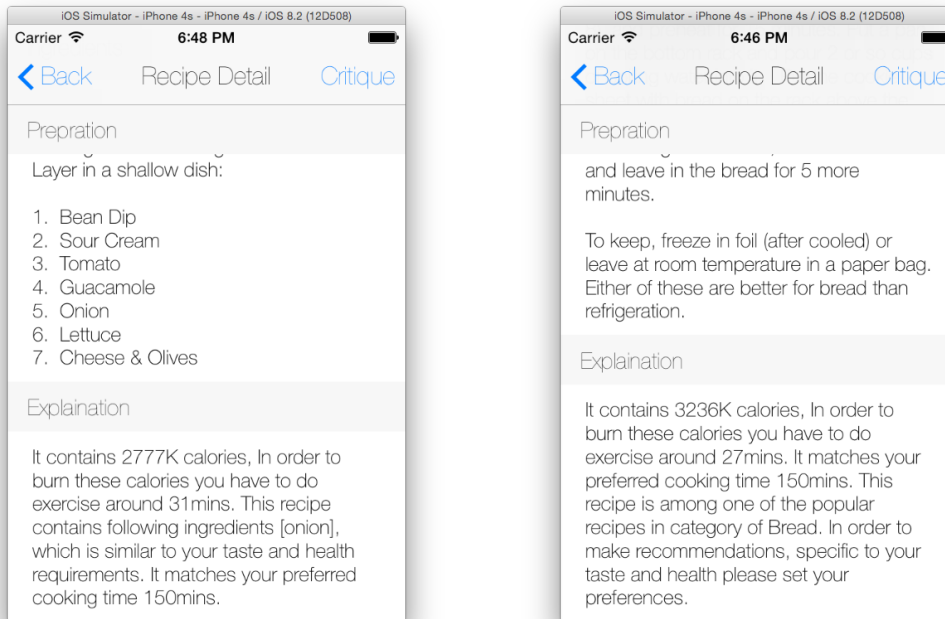 iOS Simulator - iPhone 4s - iPhone 4s / iOS 8.2 (12D508)
Carrier 6:48 PM
Back Recipe Detail Critique
Prepration
Layer in a shallow dish:
1. Bean Dip
2. Sour Cream
3. Tomato
4. Guacamole
5. Onion
6. Lettuce
7. Cheese & Olives
Explaination
It contains 2777K calories, In order to
burn these calories you have to do
exercise around 31mins. This recipe
contains following ingredients [onion],
which is similar to your taste and health
requirements. It matches your preferred
cooking time 150mins.
iOS Simulator - iPhone 4s - iPhone 4s / iOS 8.2 (12D508)
Carrier 6:46 PM
Back Recipe Detail Critique
Prepration
and leave in the bread for 5 more
minutes.
To keep, freeze in foil (after cooled) or
leave at room temperature in a paper bag.
Either of these are better for bread than
refrigeration.
Explaination
It contains 3236K calories, In order to
burn these calories you have to do
exercise around 27mins. It matches your
preferred cooking time 150mins. This
recipe is among one of the popular
recipes in category of Bread. In order to
make recommendations, specific to your
taste and health please set your
preferences.